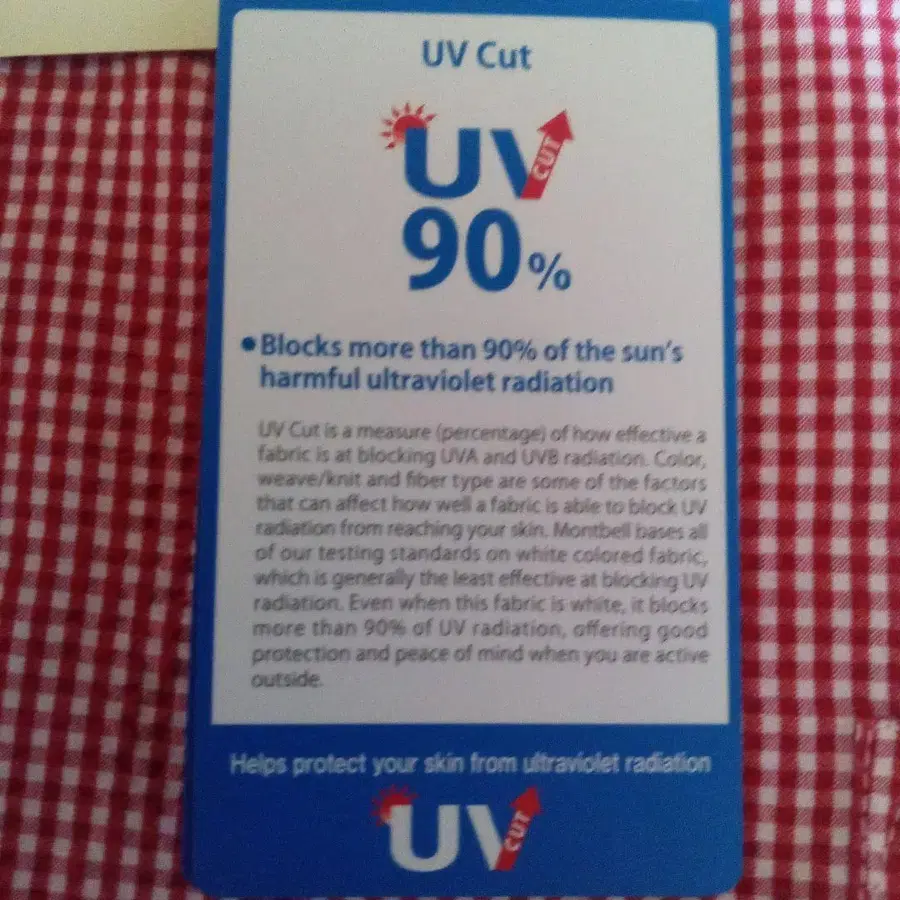 UV Cut
UV CUT
90%
•Blocks more than 90% of the sun's
harmful ultraviolet radiation
UV Cut is a measure (percentage) of how effective a
fabric is at blocking UVA and UVB radiation. Color,
weave/knit and fiber type are some of the factors
that can affect how well a fabric is able to block UV
radiation from reaching your skin. Montbell bases all
of our testing standards on white colored fabric,
which is generally the least effective at blocking UV
radiation. Even when this fabric is white, it blocks
more than 90% of UV radiation, offering good
protection and peace of mind when you are active
outside.
Helps protect your skin from ultraviolet radiation
UV CUT